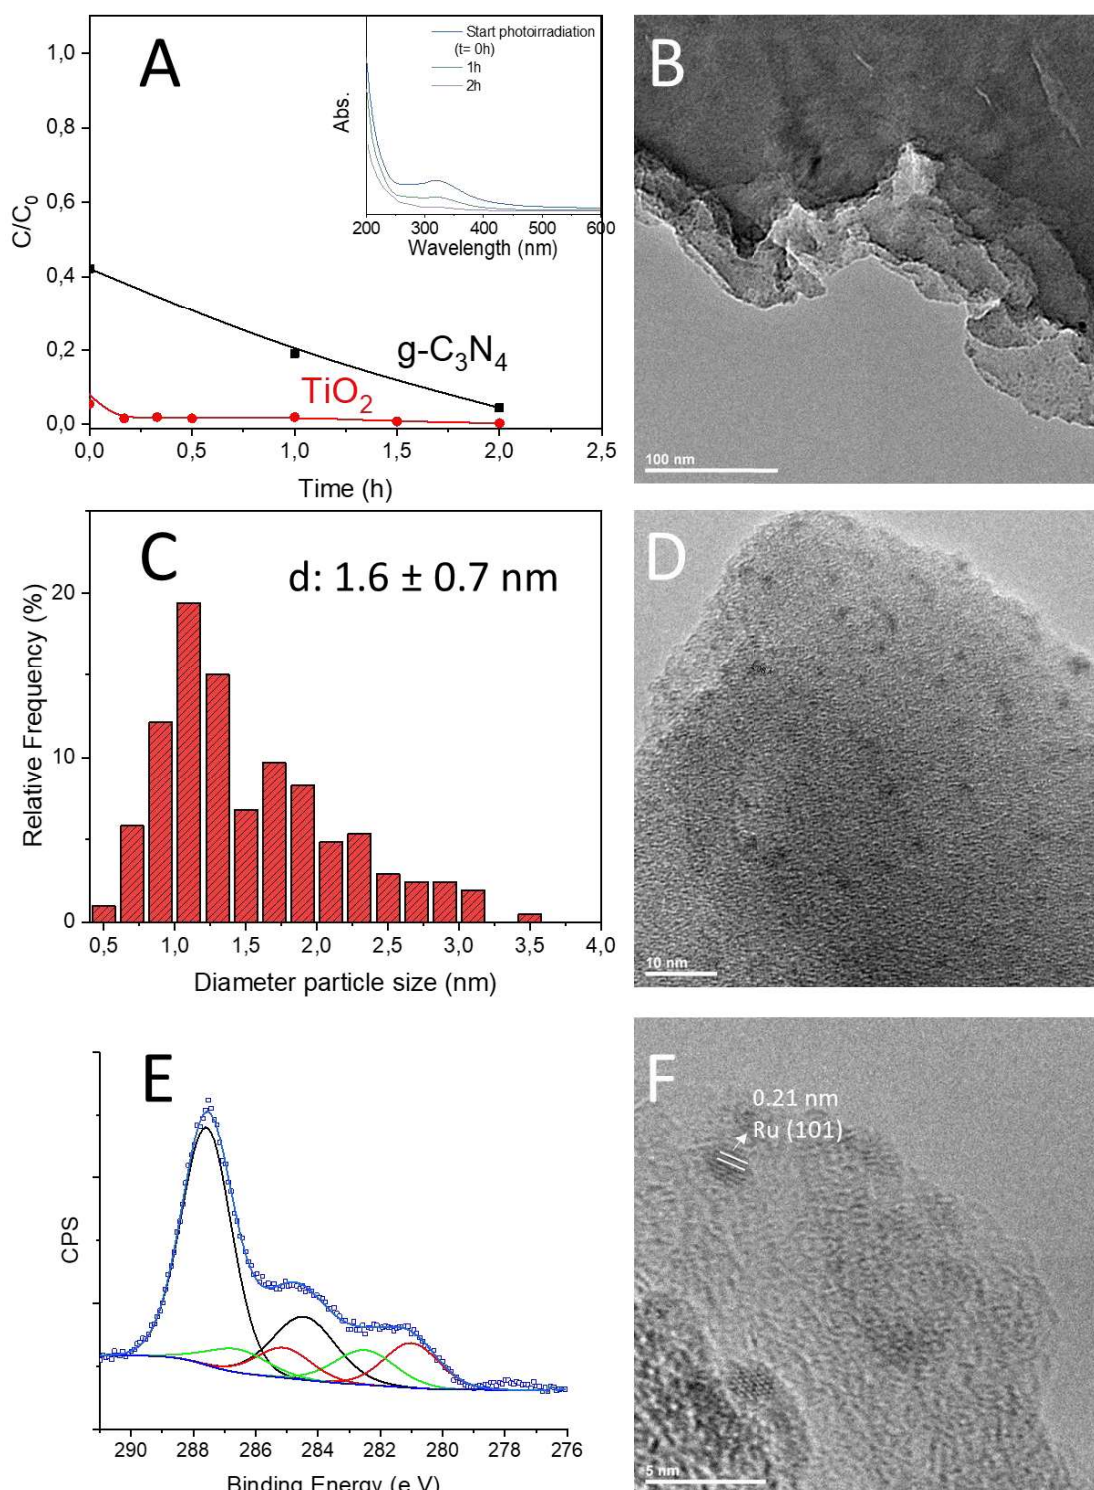 A
1,0
0,8
0,6
0,4
0,2
0,0
C/C0
0,0 0,5 1,0 1,5 2,0 2,5
Time (h)
g-C3N4
TiO2
Start photoirradiation
(t= 0h)
1h
2h
Abs.
200 300 400 500 600
Wavelength (nm)
B
100 nm
C
d: 1.6 ± 0.7 nm
Relative Frequency (%)
20
10
0
0,5 1,0 1,5 2,0 2,5 3,0 3,5 4,0
Diameter particle size (nm)
D
10 nm
E
CPS
290 288 286 284 282 280 278 276
Binding Energy (e.V)
F
0.21 nm
Ru (101)
5 nm